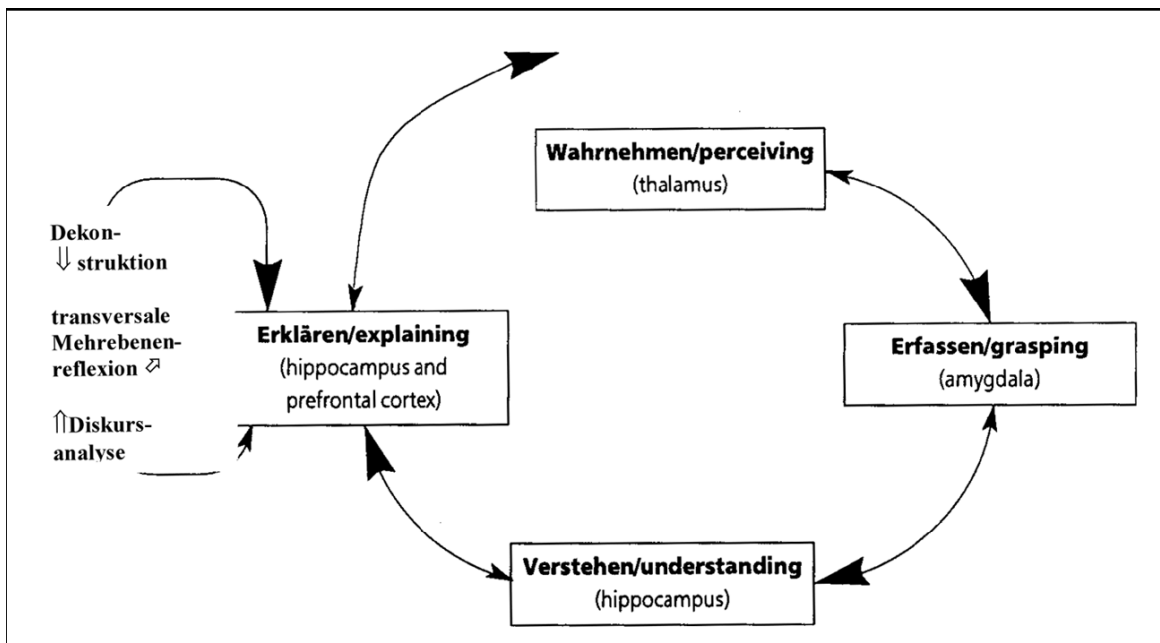 Wahrnehmen/perceiving
(thalamus)
Dekon-
⇓ struktion
transversale
Mehrebenen-
reflexion ⬀
⇑Diskurs-
analyse
Erklären/explaining
(hippocampus and
prefrontal cortex)
Erfassen/grasping
(amygdala)
Verstehen/understanding
(hippocampus)